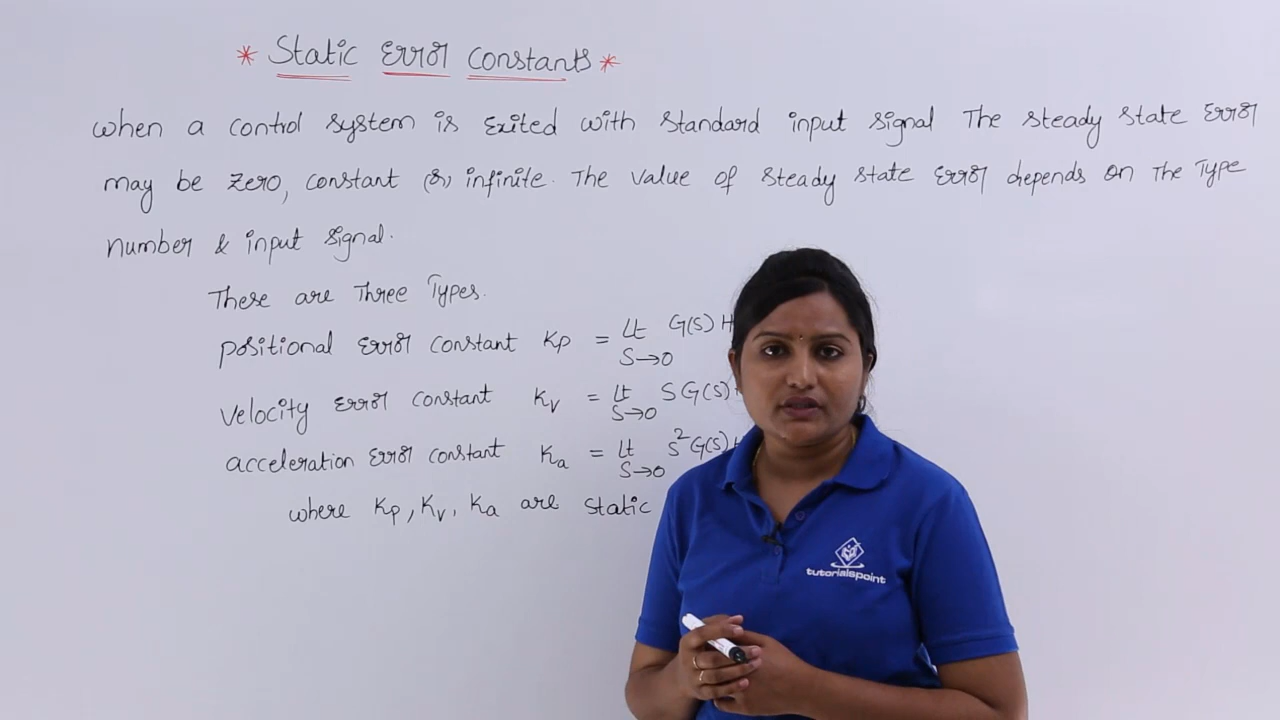 * Static Error Constants *
When a control system is Exited with standard input signal The steady state Error
may be zero, constant (or) infinite. The value of steady state Error depends on The Type
number & input signal.
There are Three Types.
positional Error constant Kp = Lt S→0 G(S) H
Velocity Error constant Kv = Lt S→0 S G(S)
acceleration Error constant Ka = Lt S→0 S² G(S)
where Kp, Kv, Ka are static
tutorialspoint